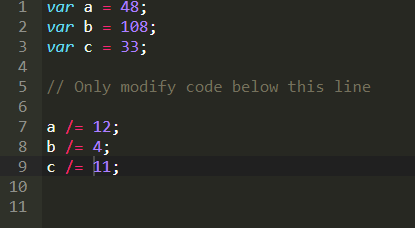 1 var a = 48;
2 var b = 108;
3 var c = 33;
4
5 // Only modify code below this line
6
7 a /= 12;
8 b /= 4;
9 c /= 11;
10
11